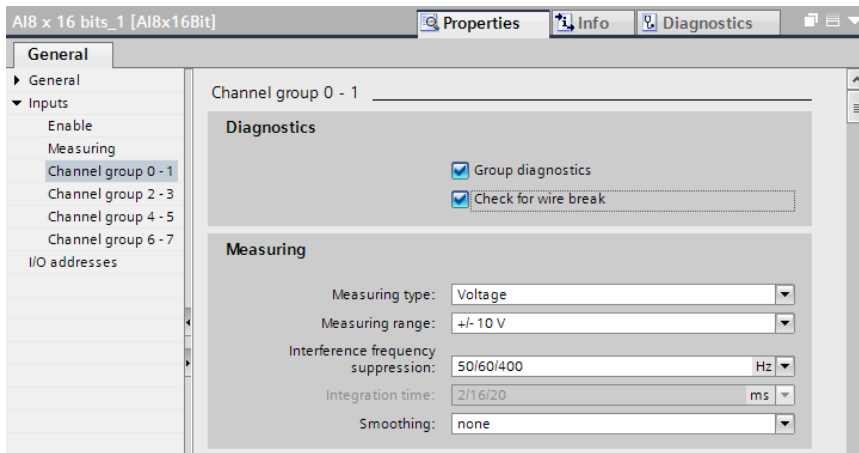 AI8 x 16 bits_1 [AI8x16Bit]
Properties
Info
Diagnostics
General
General
Inputs
Enable
Measuring
Channel group 0 - 1
Channel group 2 - 3
Channel group 4 - 5
Channel group 6 - 7
I/O addresses
Channel group 0 - 1
Diagnostics
Group diagnostics
Check for wire break
Measuring
Measuring type: Voltage
Measuring range: +/- 10 V
Interference frequency
suppression: 50/60/400 Hz
Integration time: 2/16/20 ms
Smoothing: none